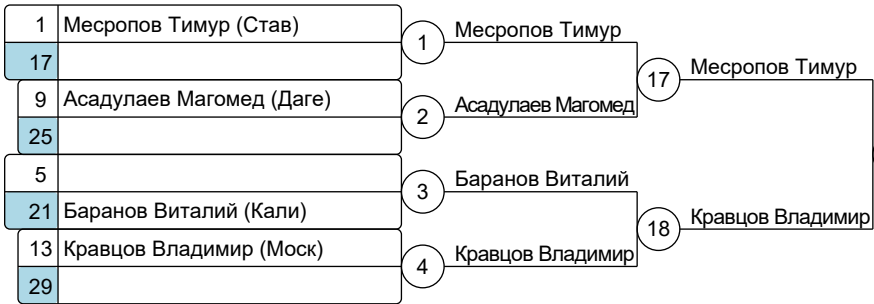 1 Месропов Тимур (Став)
17
9 Асадулаев Магомед (Даге)
25
5
21 Баранов Виталий (Кали)
13 Кравцов Владимир (Моск)
29
1 Месропов Тимур
2 Асадулаев Магомед
3 Баранов Виталий
4 Кравцов Владимир
17 Месропов Тимур
18 Кравцов Владимир